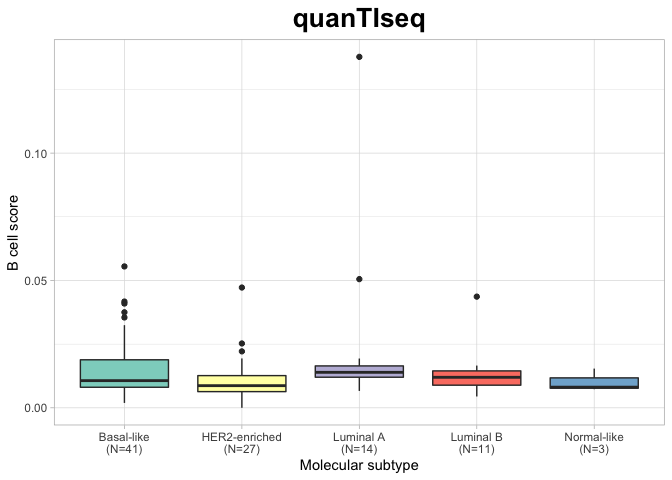 quanTIseq
B cell score
0.10
0.05
0.00
Basal-like
(N=41)
HER2-enriched
(N=27)
Luminal A
(N=14)
Luminal B
(N=11)
Normal-like
(N=3)
Molecular subtype